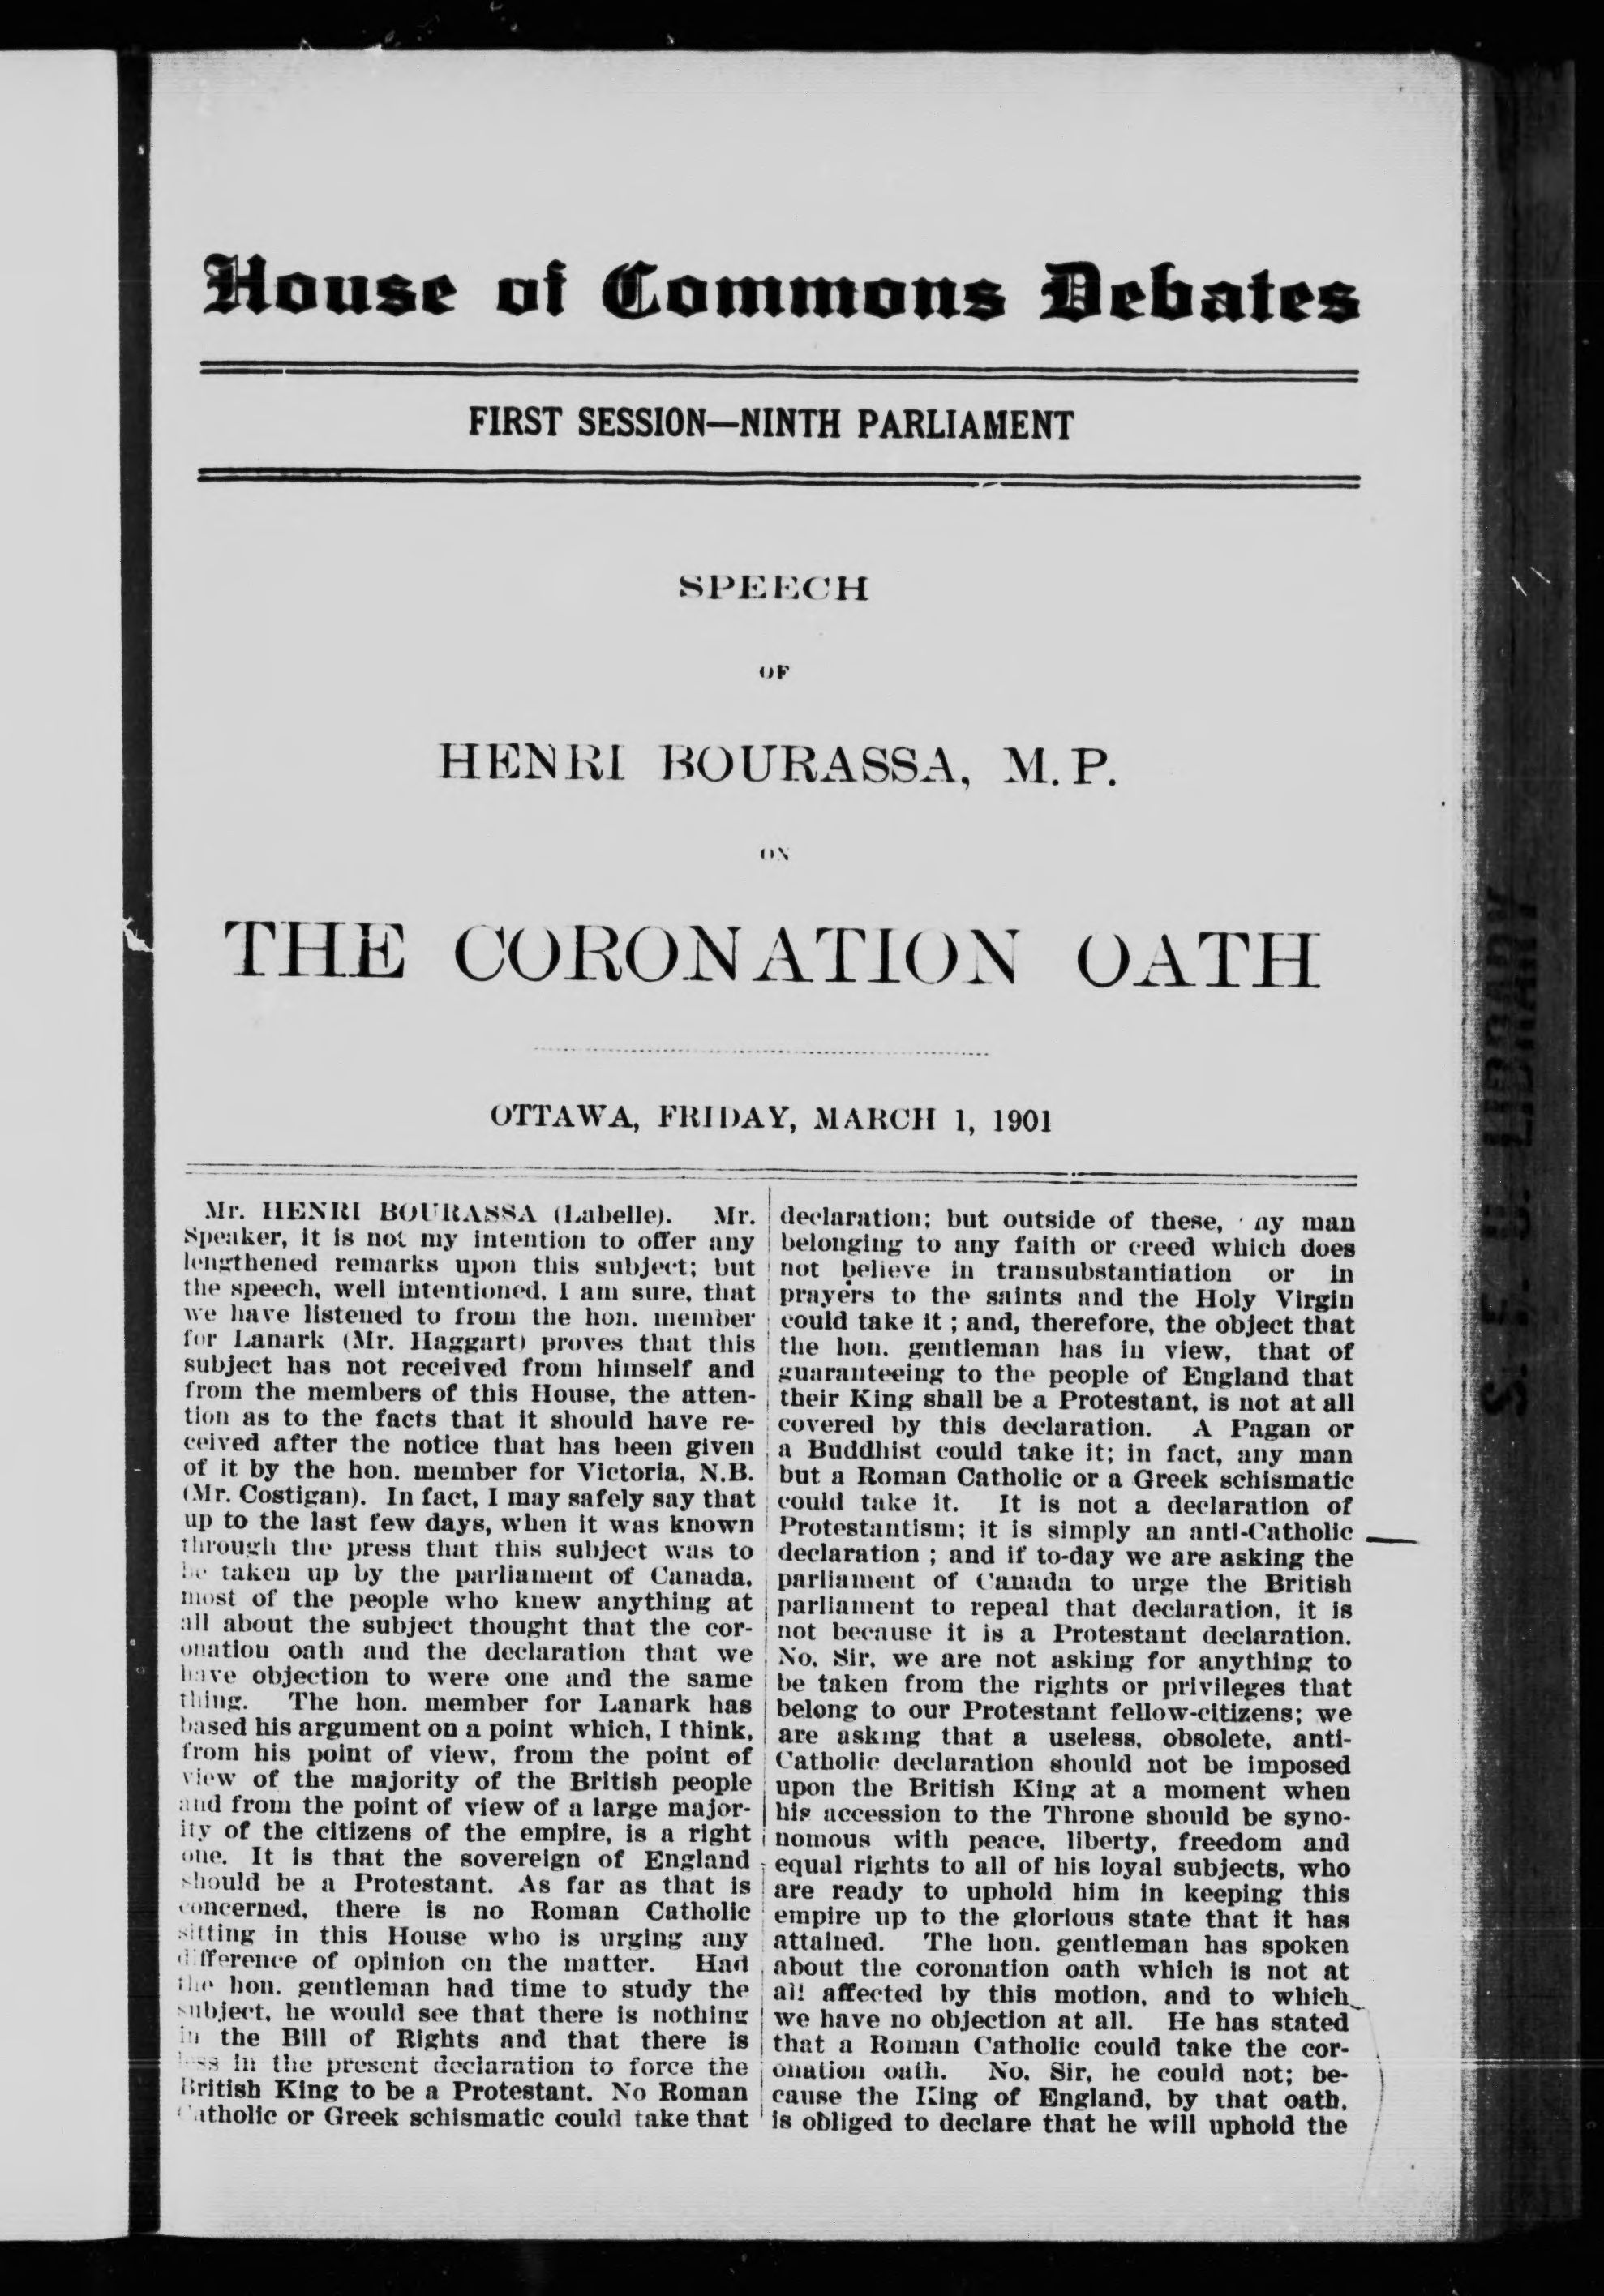 House of Commons Debates
FIRST SESSION—NINTH PARLIAMENT
SPEECH
OF
HENRI BOURASSA, M.P.
ON
THE CORONATION OATH
OTTAWA, FRIDAY, MARCH 1, 1901
Mr. HENRI BOURASSA (Labelle). Mr.
Speaker, it is not my intention to offer any
lengthened remarks upon this subject; but
the speech, well intentioned, I am sure, that
we have listened to from the hon. member
for Lanark (Mr. Haggart) proves that this
subject has not received from himself and
from the members of this House, the atten-
tion as to the facts that it should have re-
ceived after the notice that has been given
of it by the hon. member for Victoria, N.B.
(Mr. Costigan). In fact, I may safely say that
up to the last few days, when it was known
through the press that this subject was to
be taken up by the parliament of Canada,
most of the people who knew anything at
all about the subject thought that the cor-
onation oath and the declaration that we
have objection to were one and the same
thing. The hon. member for Lanark has
based his argument on a point which, I think,
from his point of view, from the point of
view of the majority of the British people
and from the point of view of a large major-
ity of the citizens of the empire, is a right
one. It is that the sovereign of England
should be a Protestant. As far as that is
concerned, there is no Roman Catholic
sitting in this House who is urging any
difference of opinion on the matter. Had
the hon. gentleman had time to study the
subject, he would see that there is nothing
in the Bill of Rights and that there is
less in the present declaration to force the
British King to be a Protestant. No Roman
Catholic or Greek schismatic could take that
declaration; but outside of these, ny man
belonging to any faith or creed which does
not believe in transubstantiation or in
prayers to the saints and the Holy Virgin
could take it ; and, therefore, the object that
the hon. gentleman has in view, that of
guaranteeing to the people of England that
their King shall be a Protestant, is not at all
covered by this declaration. A Pagan or
a Buddhist could take it; in fact, any man
but a Roman Catholic or a Greek schismatic
could take it. It is not a declaration of
Protestantism; it is simply an anti-Catholic
declaration ; and if to-day we are asking the
parliament of Canada to urge the British
parliament to repeal that declaration, it is
not because it is a Protestant declaration.
No, Sir, we are not asking for anything to
be taken from the rights or privileges that
belong to our Protestant fellow-citizens; we
are asking that a useless, obsolete, anti-
Catholic declaration should not be imposed
upon the British King at a moment when
his accession to the Throne should be syno-
nomous with peace, liberty, freedom and
equal rights to all of his loyal subjects, who
are ready to uphold him in keeping this
empire up to the glorious state that it has
attained. The hon. gentleman has spoken
about the coronation oath which is not at
all affected by this motion, and to which
we have no objection at all. He has stated
that a Roman Catholic could take the cor-
onation oath. No, Sir, he could not; be-
cause the King of England, by that oath,
is obliged to declare that he will uphold the